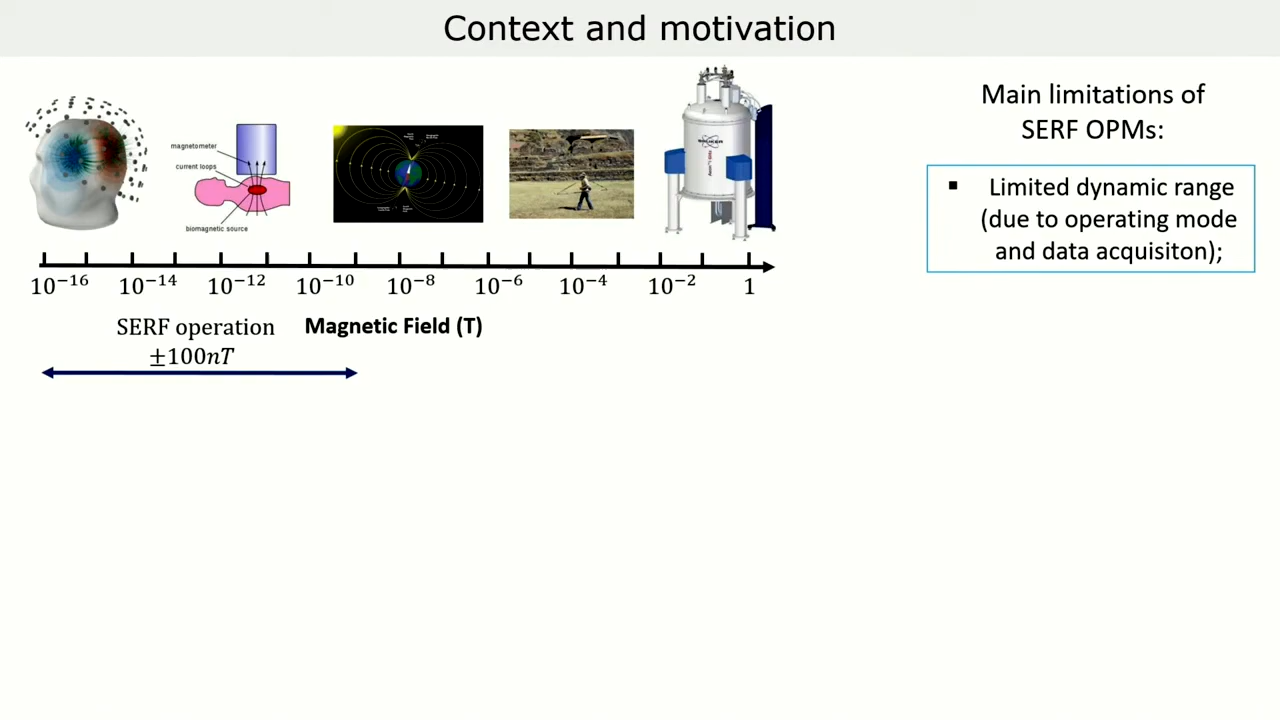 Context and motivation
magnetometer
current loops
biomagnetic source
BRUKER
10⁻¹⁶ 10⁻¹⁴ 10⁻¹² 10⁻¹⁰ 10⁻⁸ 10⁻⁶ 10⁻⁴ 10⁻² 1
SERF operation
±100nT
Magnetic Field (T)
Main limitations of
SERF OPMs:
▪ Limited dynamic range
(due to operating mode
and data acquisiton);